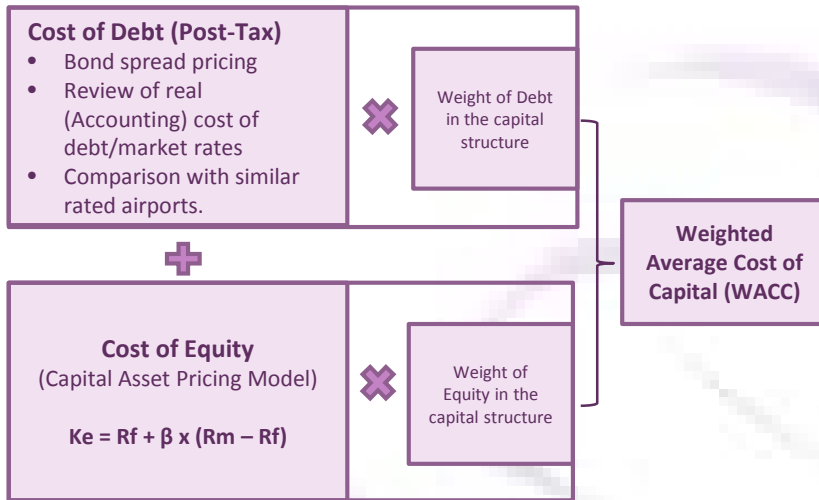 Cost of Debt (Post-Tax)
• Bond spread pricing
• Review of real
(Accounting) cost of
debt/market rates
• Comparison with similar
rated airports.
Weight of Debt
in the capital
structure
Cost of Equity
(Capital Asset Pricing Model)
Ke = Rf + β x (Rm – Rf)
Weight of
Equity in the
capital structure
Weighted
Average Cost of
Capital (WACC)